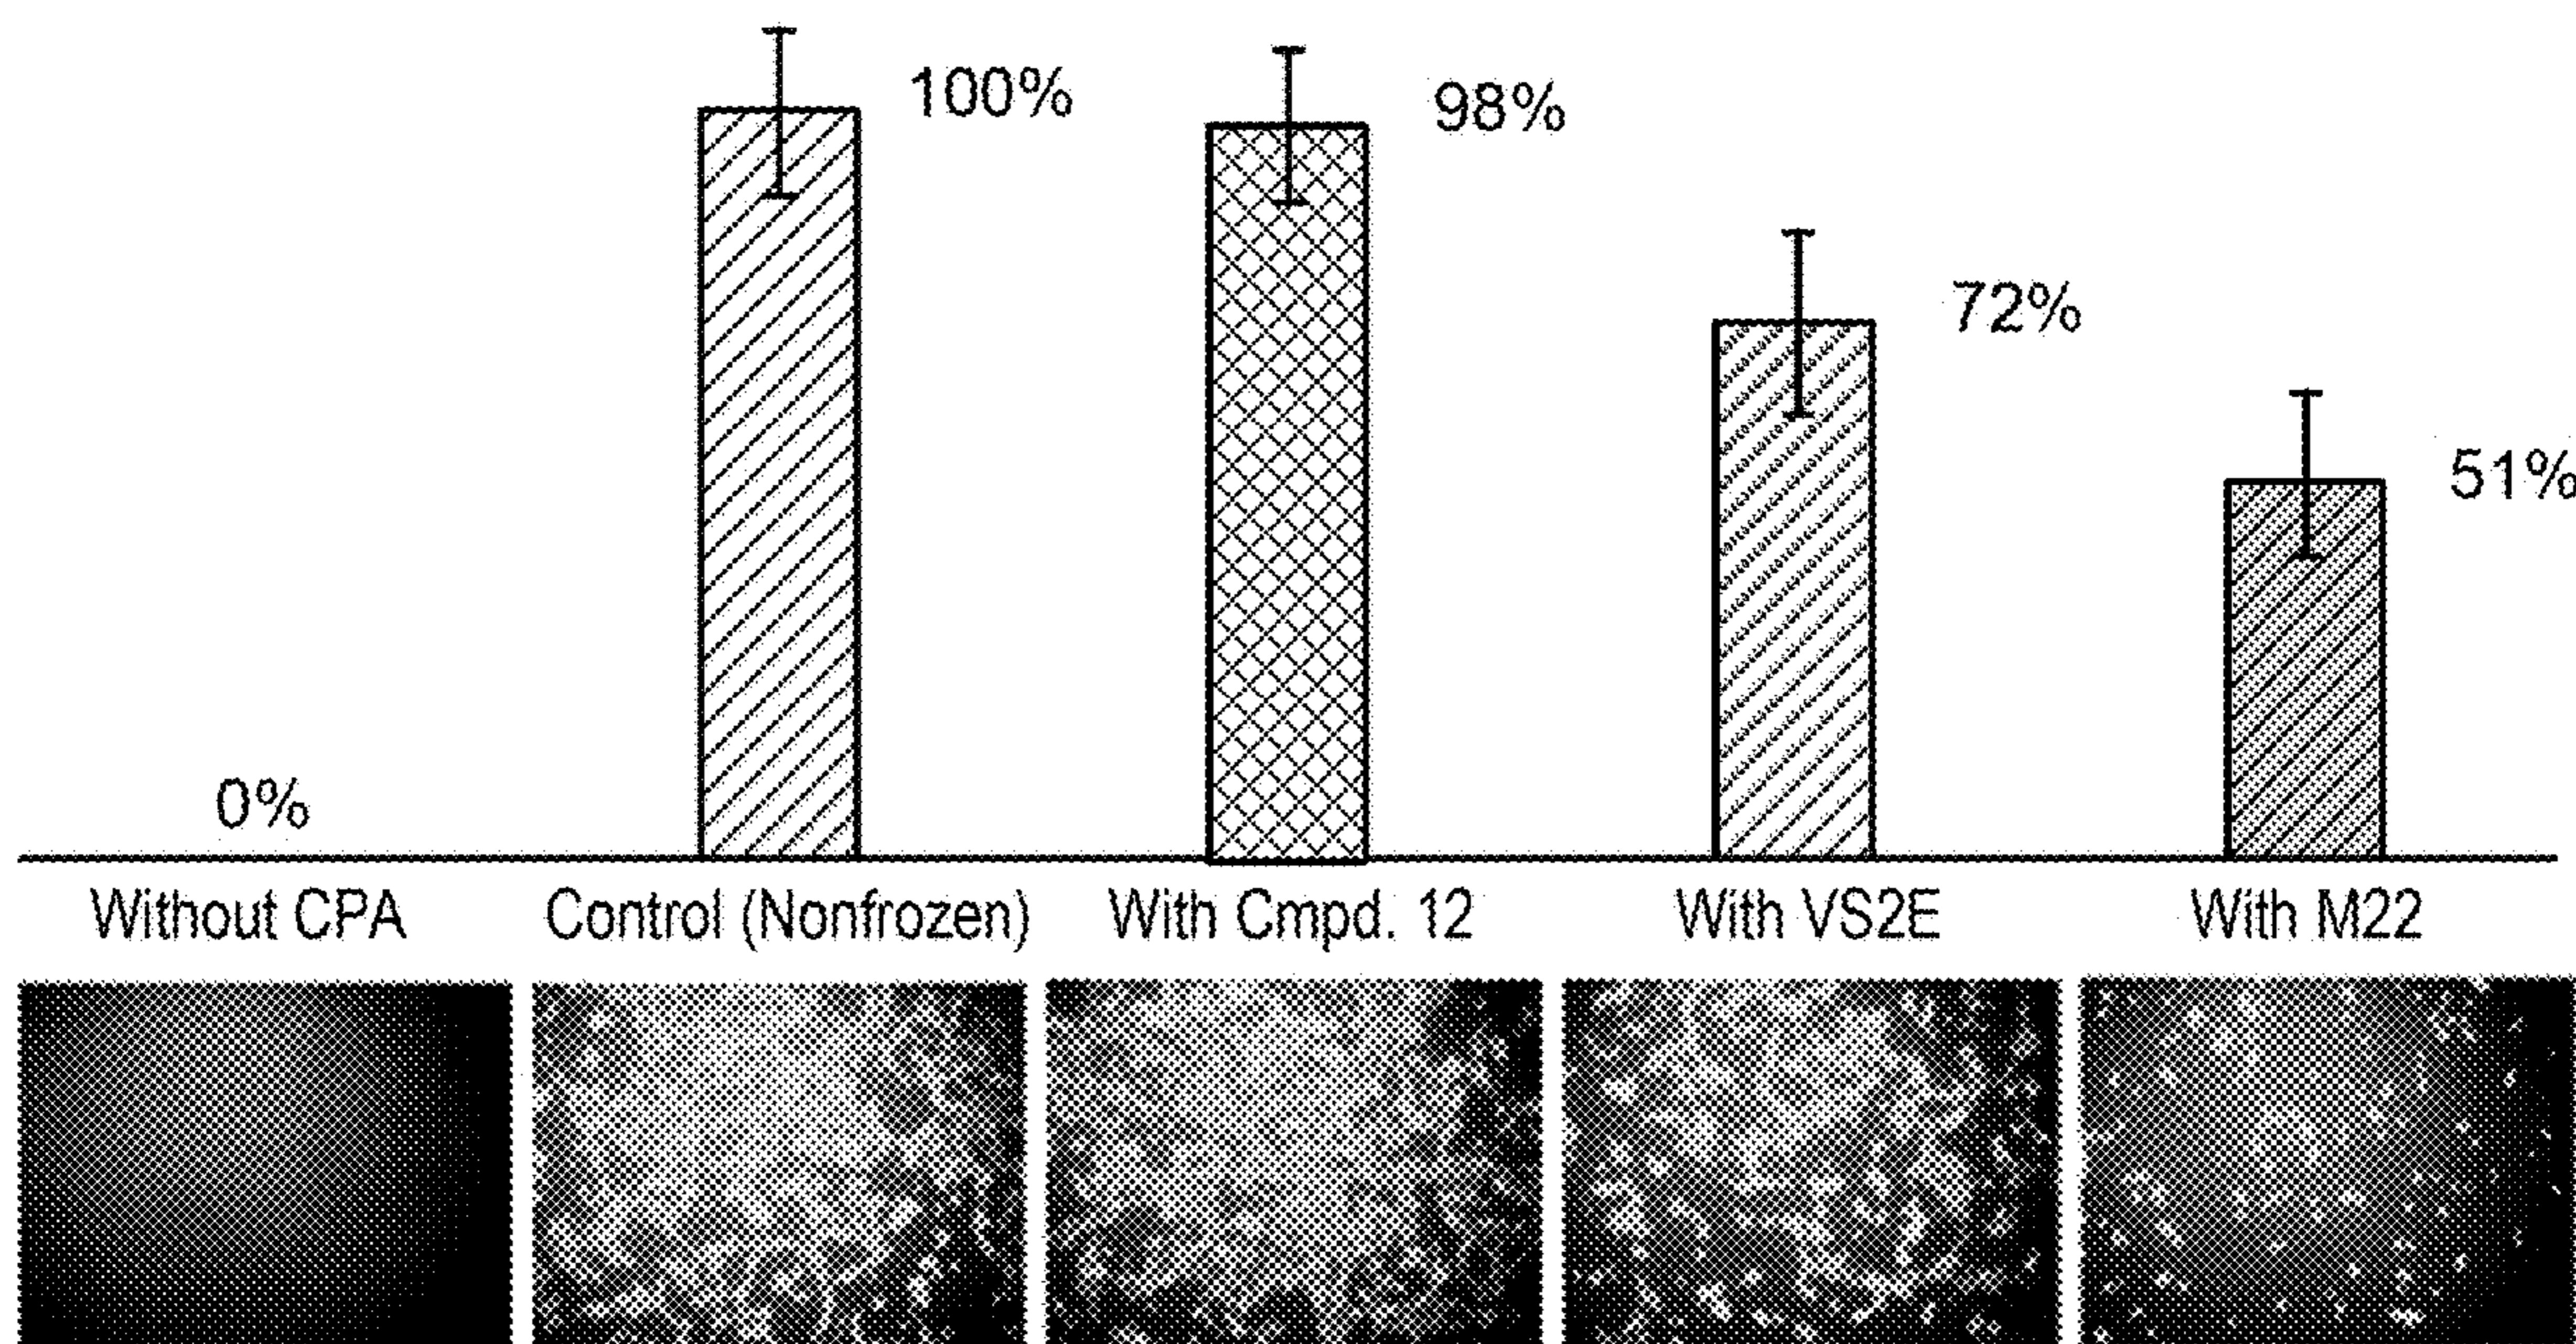 100%
98%
72%
51%
0%
Without CPA
Control (Nonfrozen)
With Cmpd. 12
With VS2E
With M22